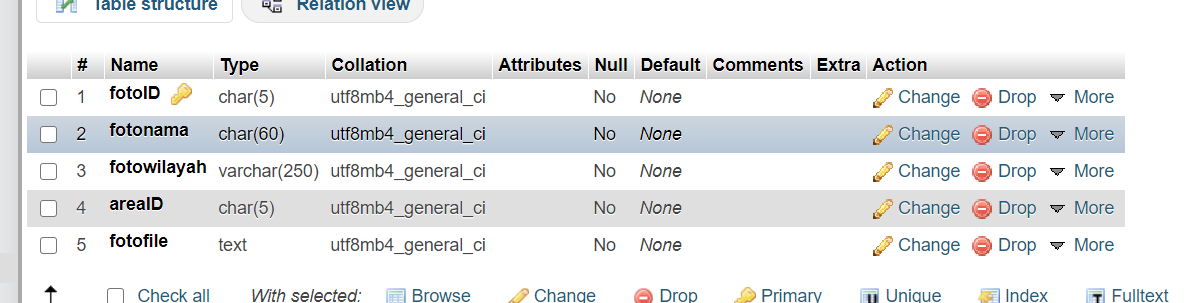 Table structure Relation view
# Name Type Collation Attributes Null Default Comments Extra Action
1 fotoID char(5) utf8mb4_general_ci No None Change Drop More
2 fotonama char(60) utf8mb4_general_ci No None Change Drop More
3 fotowilayah varchar(250) utf8mb4_general_ci No None Change Drop More
4 areaID char(5) utf8mb4_general_ci No None Change Drop More
5 fotofile text utf8mb4_general_ci No None Change Drop More
Check all With selected: Browse Change Drop Primary Unique Index Fulltext